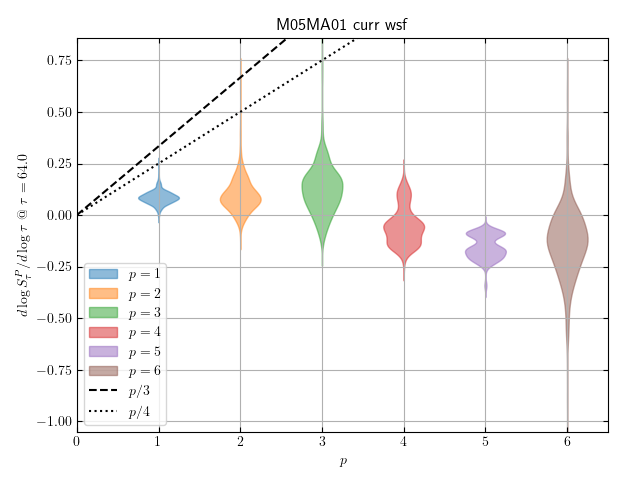 M05MA01 curr wsf
d log S_τ^P / d log τ @ τ = 64.0
0.75
0.50
0.25
0.00
−0.25
−0.50
−0.75
−1.00
p = 1
p = 2
p = 3
p = 4
p = 5
p = 6
p/3
p/4
0 1 2 3 4 5 6
p